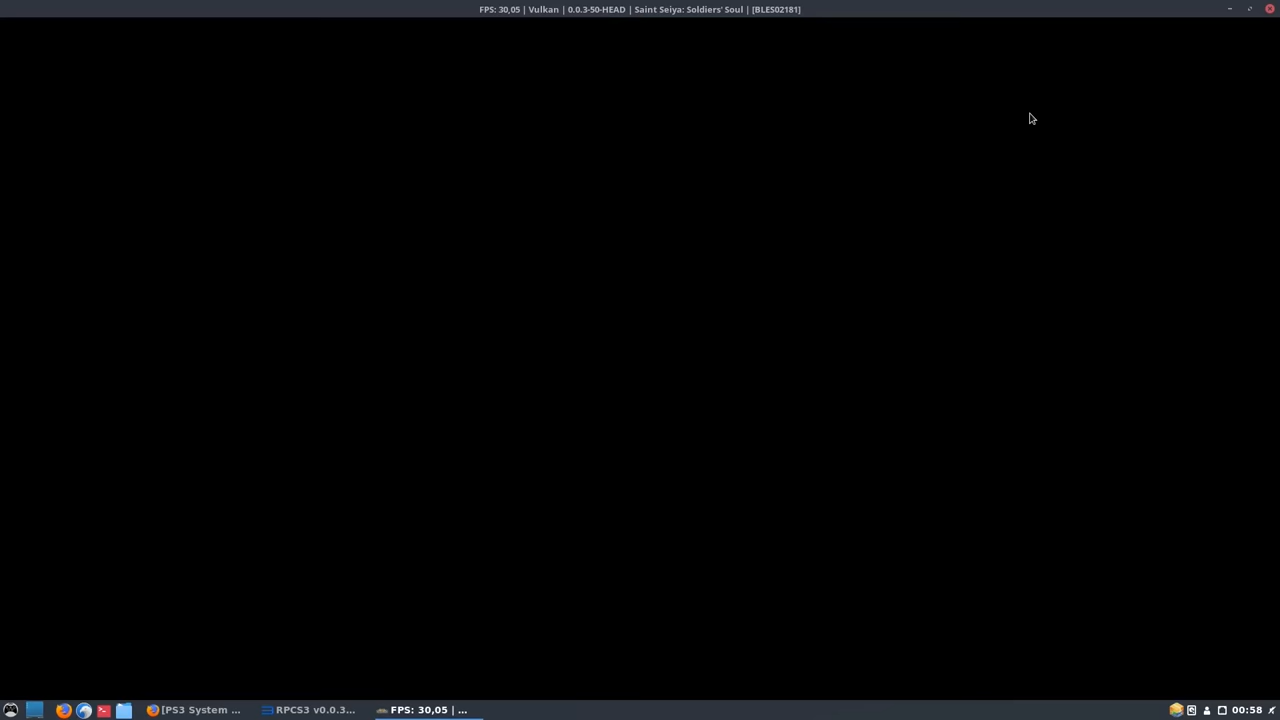 FPS: 30,05 | Vulkan | 0.0.3-50-HEAD | Saint Seiya: Soldiers' Soul | [BLES02181]
[PS3 System ...
RPCS3 v0.0.3...
FPS: 30,05 | ...
00:58